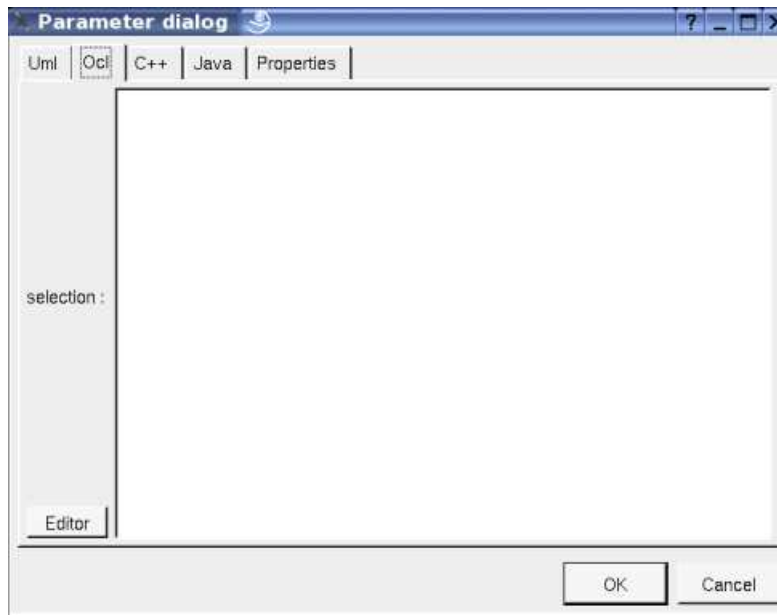 Parameter dialog ? _
Uml Ocl C++ Java Properties
selection :
Editor
OK Cancel